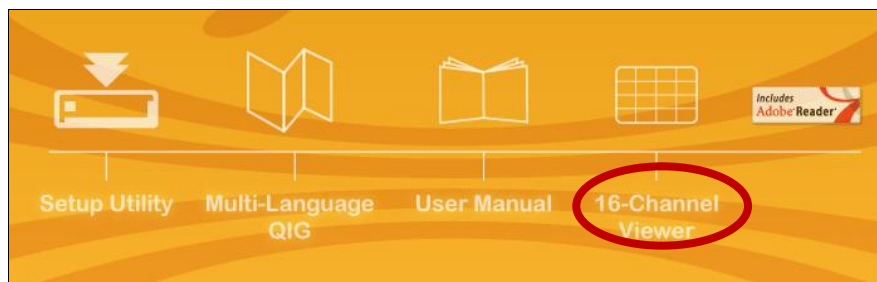 Includes
Adobe Reader
Setup Utility
Multi-Language
QIG
User Manual
16-Channel
Viewer